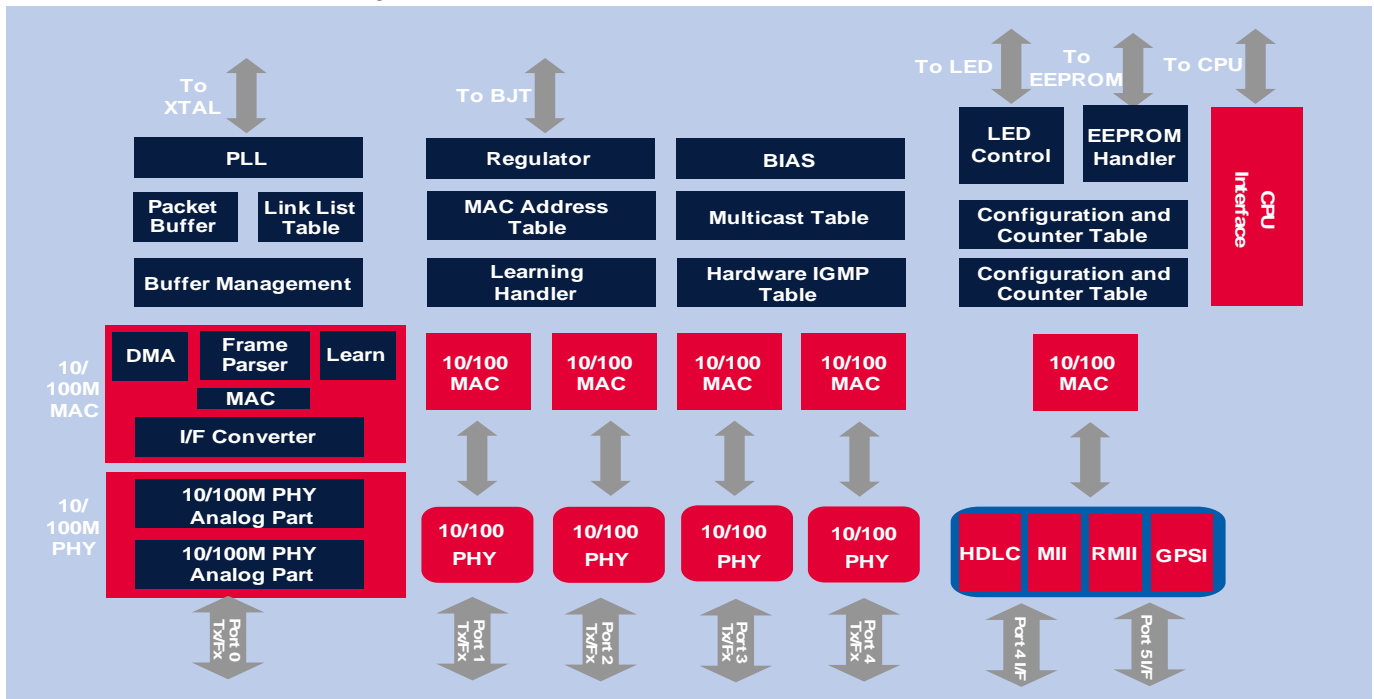 To
XTAL
To BJT
To LED
To
EEPROM
To CPU
PLL
Regulator
BIAS
LED
Control
EEPROM
Handler
CPU
Interface
Packet
Buffer
Link List
Table
MAC Address
Table
Multicast Table
Configuration and
Counter Table
Buffer Management
Learning
Handler
Hardware IGMP
Table
Configuration and
Counter Table
10/
100M
MAC
DMA
Frame
Parser
Learn
MAC
I/F Converter
10/100
MAC
10/100
MAC
10/100
MAC
10/100
MAC
10/100
MAC
10/
100M
PHY
10/100M PHY
Analog Part
10/100M PHY
Analog Part
10/100
PHY
10/100
PHY
10/100
PHY
10/100
PHY
HDLC
MII
RMII
GPSI
Port 0
Tx/Fx
Port 1
Tx/Fx
Port 2
Tx/Fx
Port 3
Tx/Fx
Port 4
Tx/Fx
Port 4 I/F
Port 5 I/F